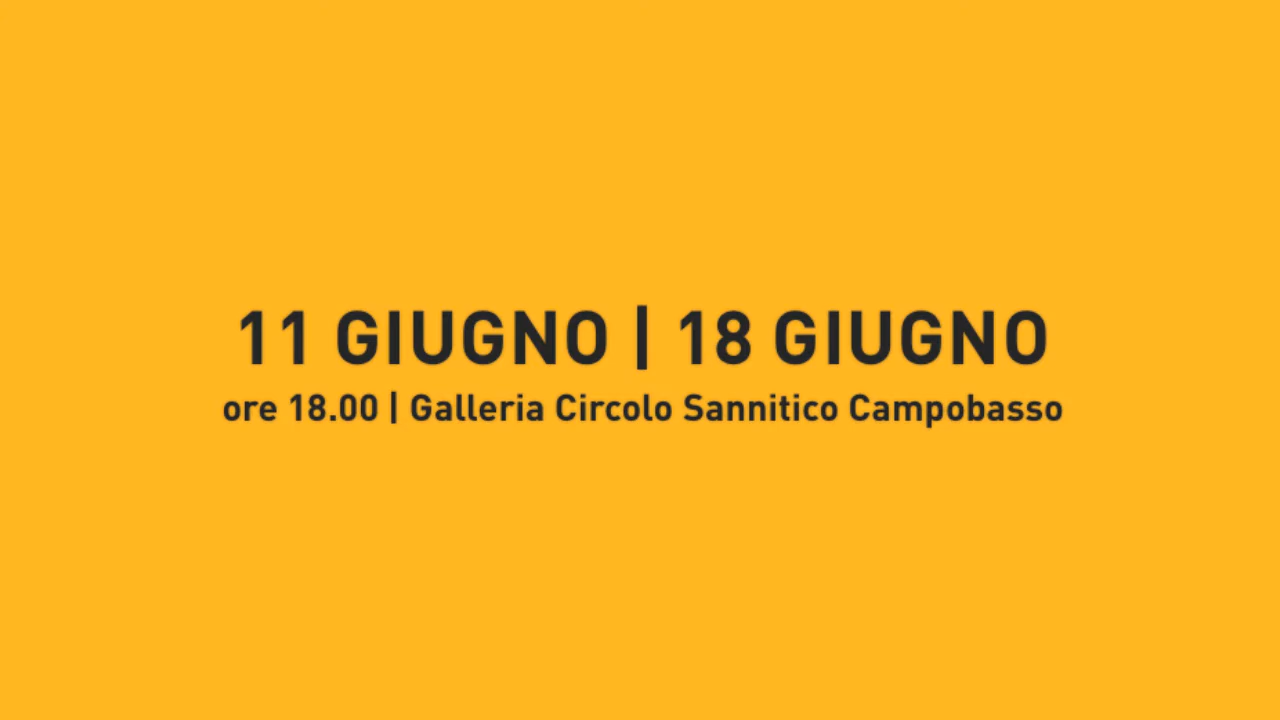 11 GIUGNO | 18 GIUGNO
ore 18.00 | Galleria Circolo Sannitico Campobasso